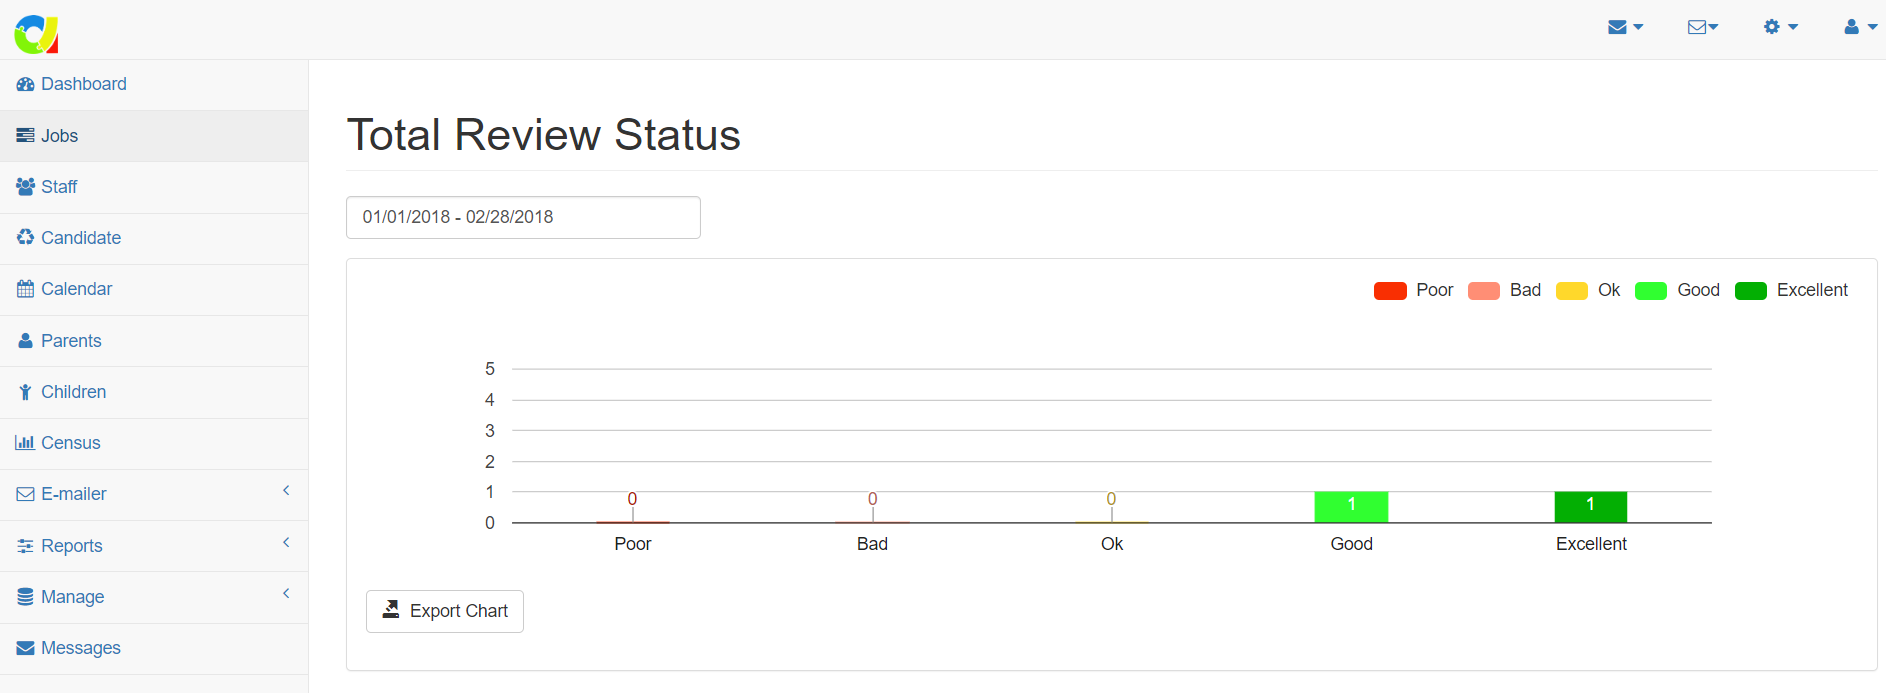 Dashboard
Jobs
Staff
Candidate
Calendar
Parents
Children
Census
E-mailer
Reports
Manage
Messages
Total Review Status
01/01/2018 - 02/28/2018
Poor Bad Ok Good Excellent
5
4
3
2
1
0
0 0 0 1 1
Poor Bad Ok Good Excellent
Export Chart